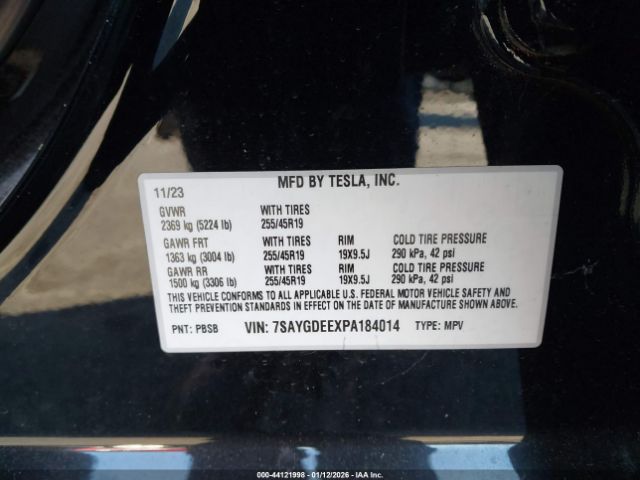 MFD BY TESLA, INC.
11/23
GVWR WITH TIRES
2369 kg (5224 lb) 255/45R19
GAWR FRT WITH TIRES RIM COLD TIRE PRESSURE
1363 kg (3004 lb) 255/45R19 19X9.5J 290 kPa, 42 psi
GAWR RR WITH TIRES RIM COLD TIRE PRESSURE
1500 kg (3306 lb) 255/45R19 19X9.5J 290 kPa, 42 psi
THIS VEHICLE CONFORMS TO ALL APPLICABLE U.S. FEDERAL MOTOR VEHICLE SAFETY AND
THEFT PREVENTION STANDARDS IN EFFECT ON THE DATE OF MANUFACTURE SHOWN ABOVE.
PNT: PBSB VIN: 7SAYGDEEXPA184014 TYPE: MPV
000-44121998 - 01/12/2026 - IAAI.COM